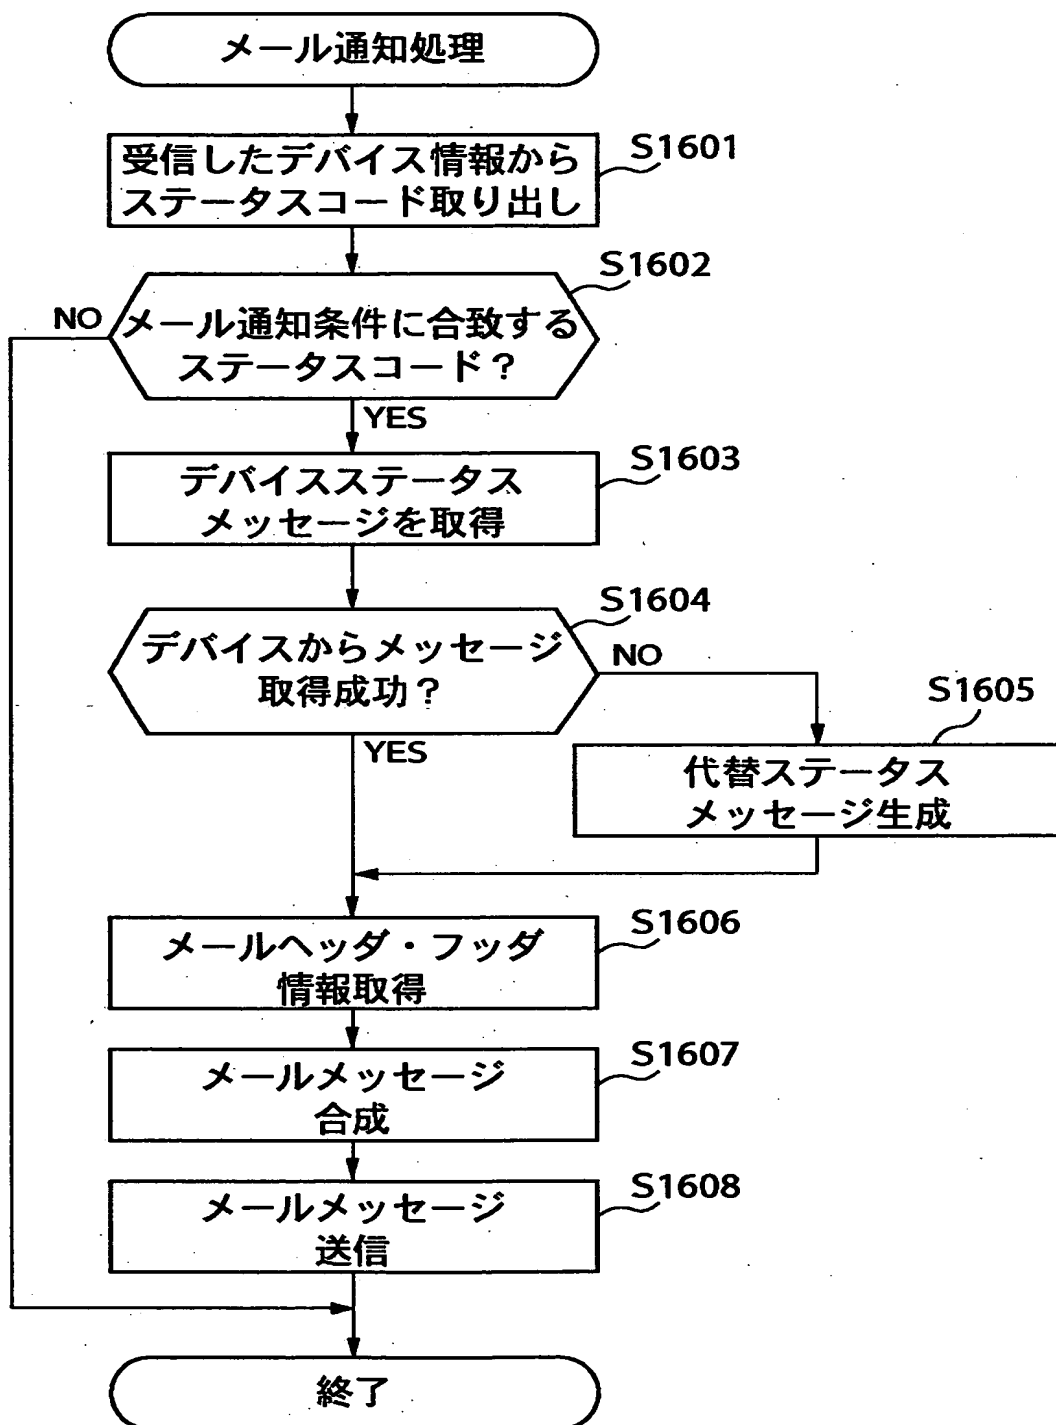 メール通知処理
S1601
受信したデバイス情報から
ステータスコード取り出し
S1602
NO
メール通知条件に合致する
ステータスコード？
YES
S1603
デバイスステータス
メッセージを取得
S1604
デバイスからメッセージ
取得成功？
NO
YES
S1605
代替ステータス
メッセージ生成
S1606
メールヘッダ・フッダ
情報取得
S1607
メールメッセージ
合成
S1608
メールメッセージ
送信
終了